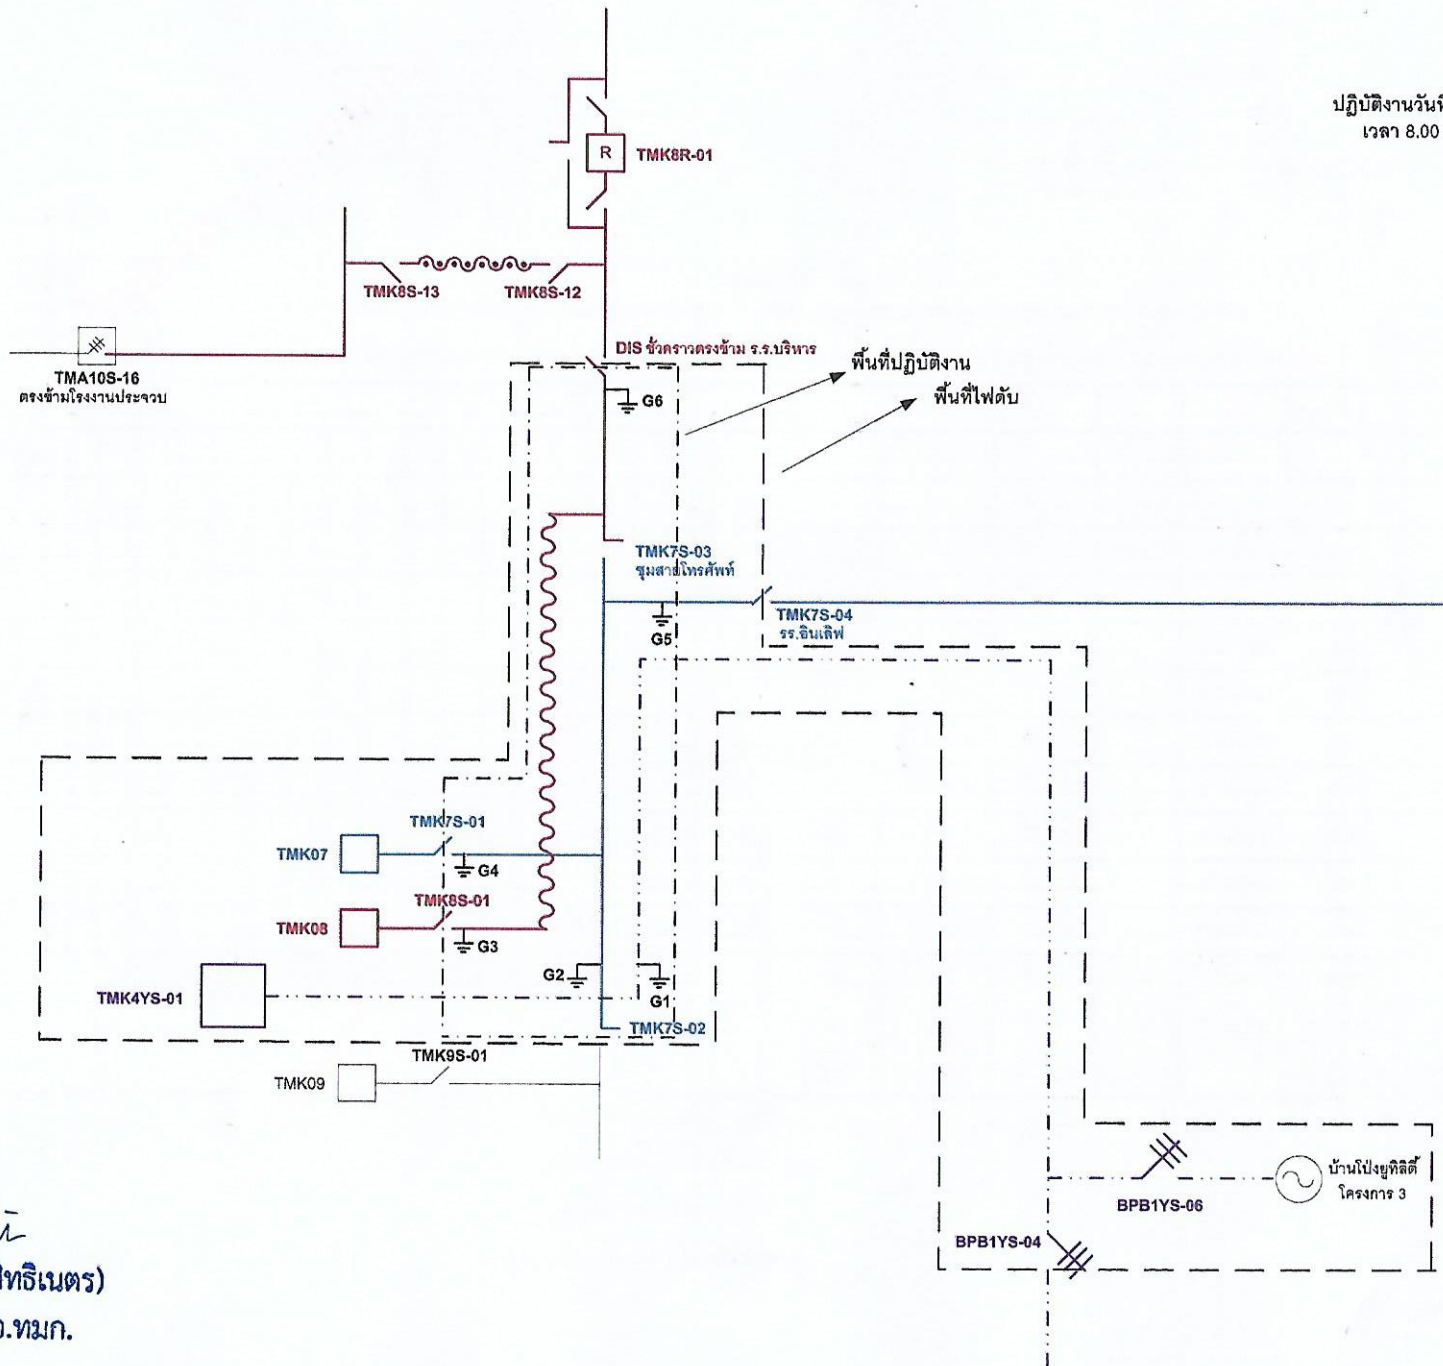 ปฏิบัติงานวันที่
เวลา 8.00
R
TMK8R-01
TMK8S-13
TMK8S-12
TMA10S-16
ตรงข้ามโรงงานประจวบ
DIS ชั่วคราวตรงข้าม ร.ร.บริหาร
พื้นที่ปฏิบัติงาน
พื้นที่ไฟดับ
G6
TMK7S-03
ชุมสายโทรศัพท์
G5
TMK7S-04
รร.อินเลิฟ
TMK7S-01
TMK07
G4
TMK8S-01
TMK08
G3
G2
G1
TMK4YS-01
TMK7S-02
TMK9S-01
TMK09
บ้านโป่งยูทิลิตี้
โครงการ 3
BPB1YS-06
BPB1YS-04
สิทธิเนตร)
.ทมก.